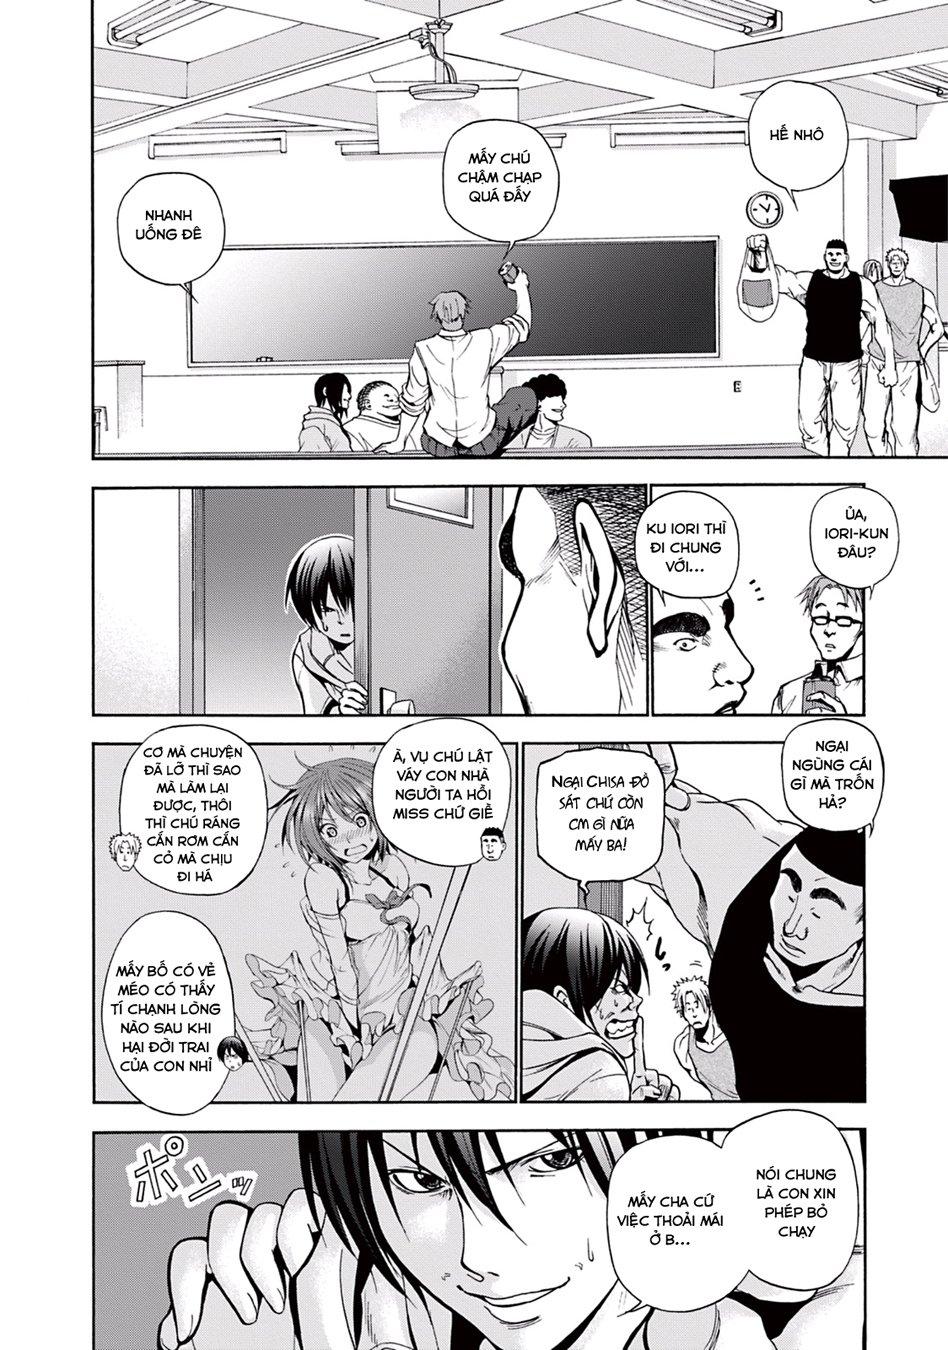 HẾ NHÔ
MẤY CHÚ
CHẬM CHẠP
QUÁ ĐẤY
NHANH
UỐNG ĐÊ
ỦA,
IORI-KUN
ĐÂU?
KU IORI THÌ
ĐI CHUNG
VỚI...
NGẠI
NGÙNG CÁI
GÌ MÀ TRỐN
HẢ?
NGẠI CHISA ĐỒ
SÁT CHỨ CÒN
CM GÌ NỮA
MẤY BA!
À, VỤ CHÚ LẬT
VÁY CON NHÀ
NGƯỜI TA HỒI
MISS CHỨ GIỀ
CƠ MÀ CHUYỆN
ĐÃ LỠ THÌ SAO
MÀ LÀM LẠI
ĐƯỢC, THÔI
THÌ CHÚ RÁNG
CẮN RƠM CẮN
CỎ MÀ CHỊU
ĐI HÁ
MẤY BỐ CÓ VẺ
MÉO CÓ THẤY
TÍ CHẠNH LÒNG
NÀO SAU KHI
HẠI ĐỜI TRAI
CỦA CON NHỈ
NÓI CHUNG
LÀ CON XIN
PHÉP BỎ
CHẠY
MẤY CHA CỨ
VIỆC THOẢI MÁI
Ở B...
ポンッ